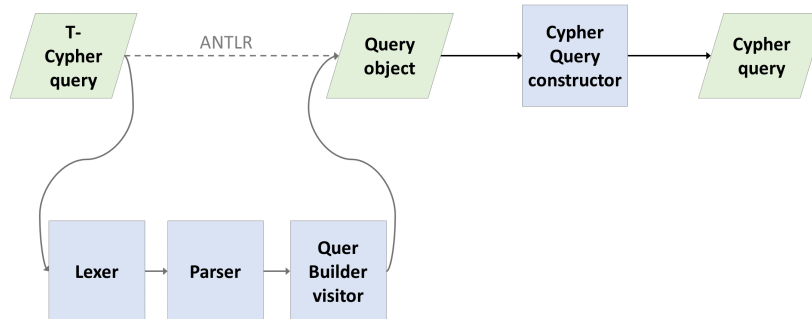 T-
Cypher
query
ANTLR
Query
object
Cypher
Query
constructor
Cypher
query
Lexer
Parser
Quer
Builder
visitor